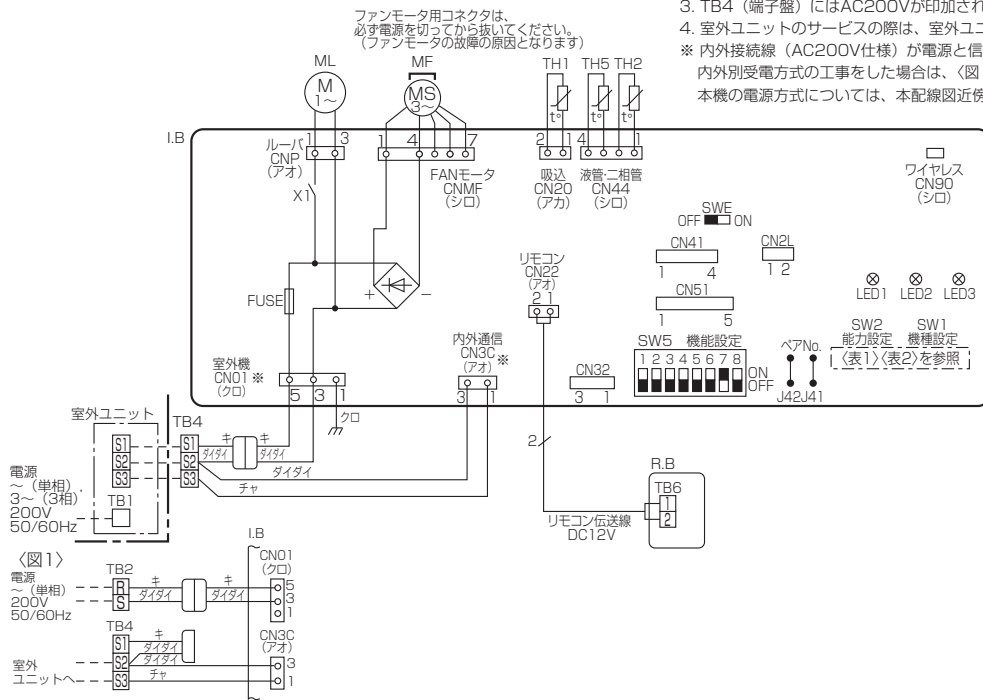 3. TB4（端子盤）にはAC200Vが印加され
4. 室外ユニットのサービスの際は、室外ユニ
※ 内外接続線（AC200V仕様）が電源と信
内外別受電方式の工事をした場合は、〈図
本機の電源方式については、本配線図近傍
ファンモータ用コネクタは、
必ず電源を切ってから抜いてください。
（ファンモータの故障の原因となります）
ML
MF
TH1 TH5 TH2
M
1～
MS
3～
t° t° t°
I.B
1 3
1 4 7
2 1
4 1
ルーバ
CNP
(アオ)
FANモータ
CNMF
(シロ)
吸込
CN20
(アカ)
液管・二相管
CN44
(シロ)
ワイヤレス
CN90
(シロ)
X1
SWE
OFF ON
CN41
1 4
CN2L
1 2
リモコン
CN22
(アオ)
2 1
CN51
1 5
LED1 LED2 LED3
FUSE
+ −
SW2
能力設定
SW1
機種設定
〈表1〉〈表2〉を参照
SW5 機能設定
1 2 3 4 5 6 7 8
ON
OFF
ペアNo.
J42J41
内外通信
CN3C ※
(アオ)
3 1
CN32
3 1
室外機
CN01 ※
(クロ)
5 3 1
クロ
室外ユニット
TB4
S1 S1 キ キ
S2 S2 ダイダイ ダイダイ
S3 S3 ダイダイ
チャ
TB1
電源
～（単相）,
3～（3相）
200V
50/60Hz
2
R.B
TB6
1
2
リモコン伝送線
DC12V
〈図1〉
電源
～（単相）
200V
50/60Hz
TB2
R キ キ
S ダイダイ ダイダイ
I.B
CN01
(クロ)
5
3
1
TB4
S1 キ
ダイダイ
S2 ダイダイ
S3 チャ
CN3C
(アオ)
3
1
室外
ユニットへ